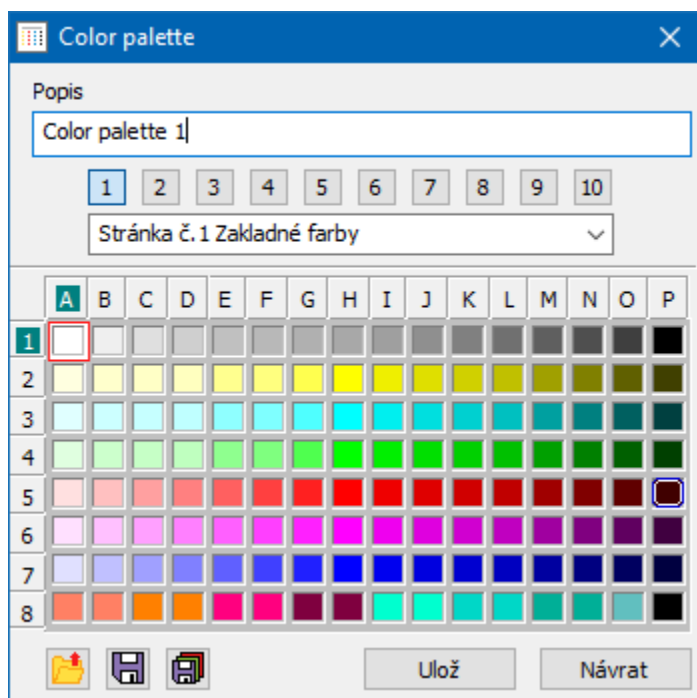 Color palette
Popis
Color palette 1
1 2 3 4 5 6 7 8 9 10
Stránka č.1 Zakladné farby
A B C D E F G H I J K L M N O P
1
2
3
4
5
6
7
8
Ulož Návrat